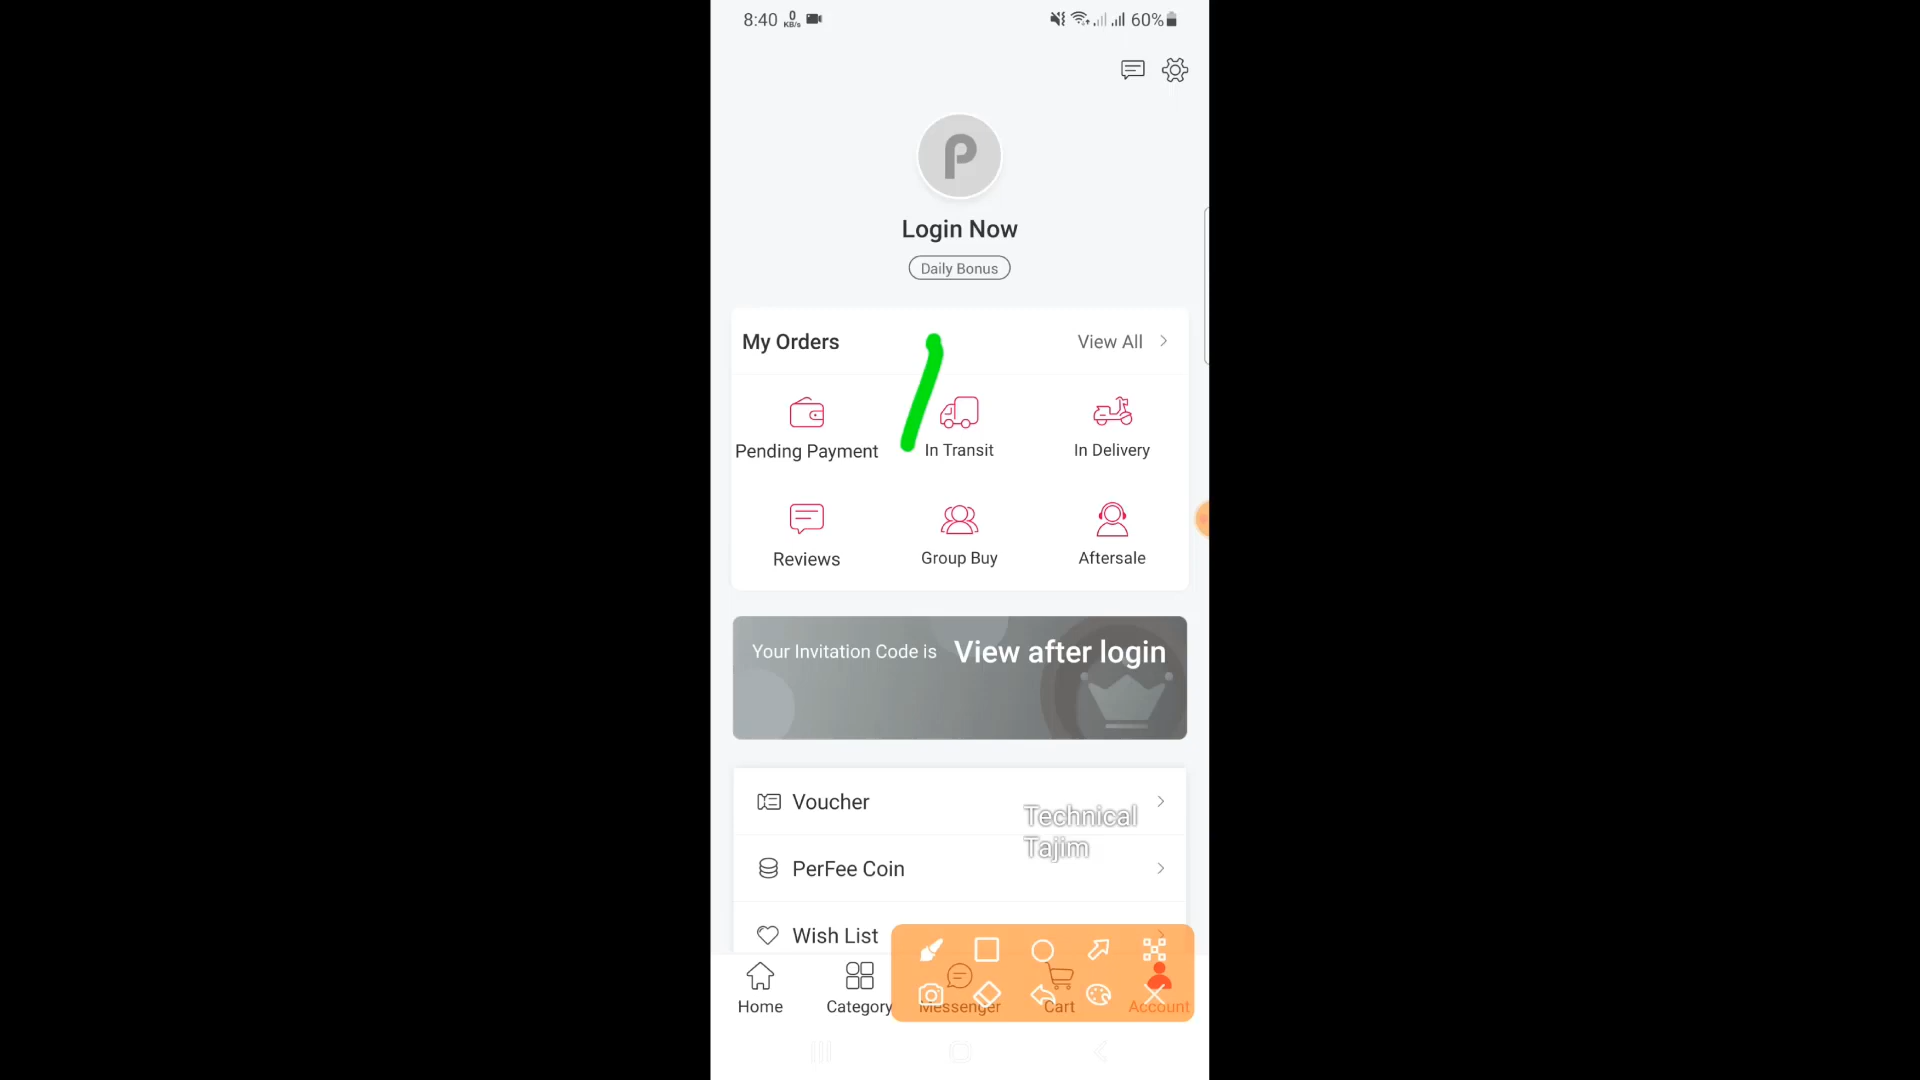 8:40 0 KB/s 60%
P
Login Now
Daily Bonus
My Orders View All
Pending Payment In Transit In Delivery
Reviews Group Buy Aftersale
Your Invitation Code is View after login
Voucher
Technical
Tajim
PerFee Coin
Wish List
Home Category Messenger Cart Account